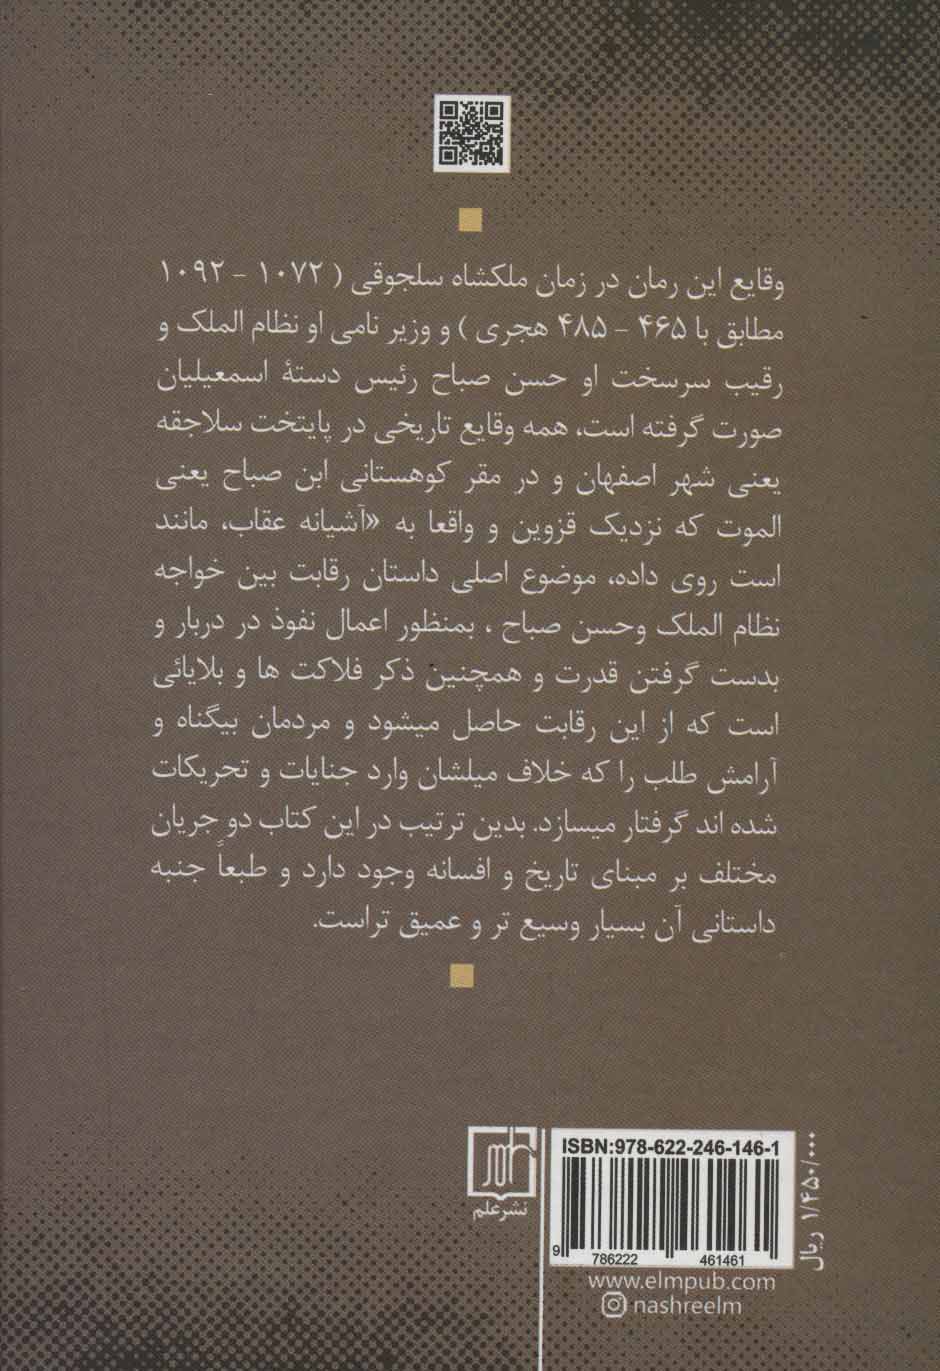 وقایع این رمان در زمان ملکشاه سلجوقی ( ۱۰۷۲ - ۱۰۹۲
مطابق با ۴۶۵ - ۴۸۵ هجری ) و وزیر نامی او نظام الملک و
رقیب سرسخت او حسن صباح رئیس دستۀ اسمعیلیان
صورت گرفته است، همه وقایع تاریخی در پایتخت سلاجقه
یعنی شهر اصفهان و در مقر کوهستانی ابن صباح یعنی
الموت که نزدیک قزوین و واقعا به «آشیانه عقاب، مانند
است روی داده، موضوع اصلی داستان رقابت بین خواجه
نظام الملک وحسن صباح ، بمنظور اعمال نفوذ در دربار و
بدست گرفتن قدرت و همچنین ذکر فلاکت ها و بلایائی
است که از این رقابت حاصل میشود و مردمان بیگناه و
آرامش طلب را که خلاف میلشان وارد جنایات و تحریکات
شده اند گرفتار میسازد. بدین ترتیب در این کتاب دو جریان
مختلف بر مبنای تاریخ و افسانه وجود دارد و طبعاً جنبه
داستانی آن بسیار وسیع تر و عمیق تراست.
نشرعلم
ISBN:978-622-246-146-1
9 786222 461461
۱/۴۵۰/۰۰۰ ریال
www.elmpub.com
nashreelm